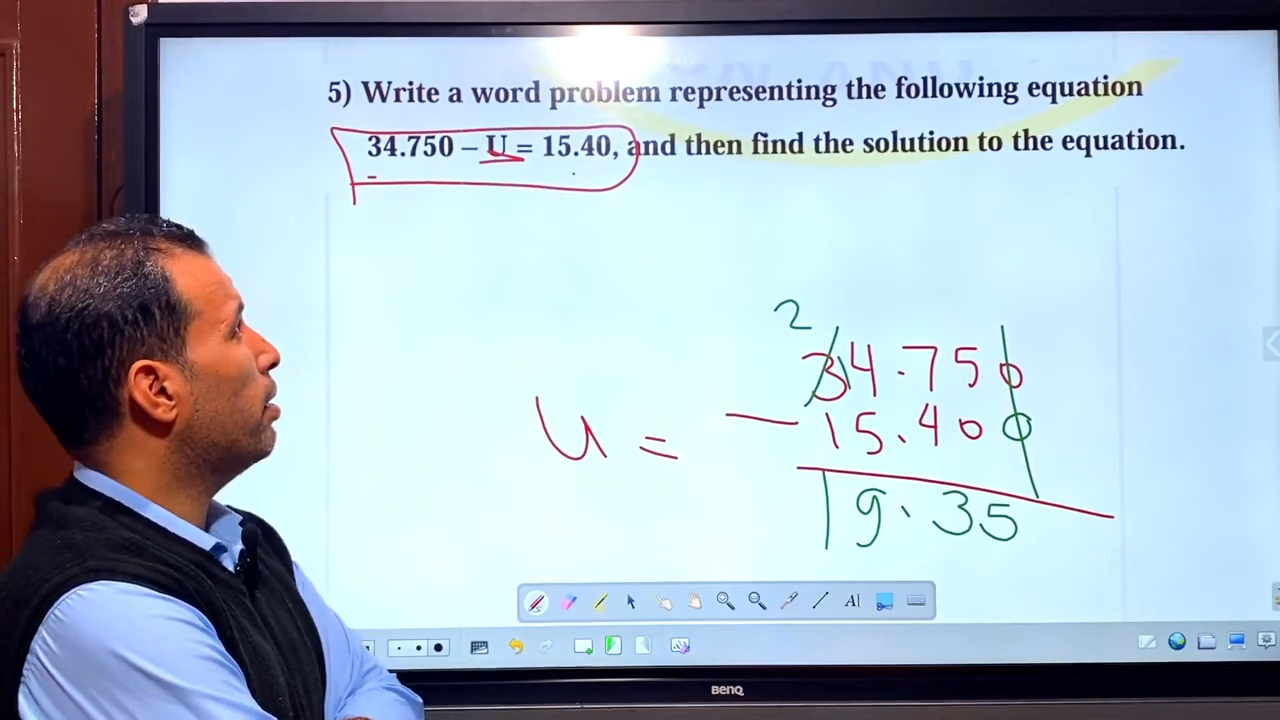 5) Write a word problem representing the following equation
34.750 – U = 15.40, and then find the solution to the equation.
2
34.750
U = – 15.400
19.35
AI
BenQ